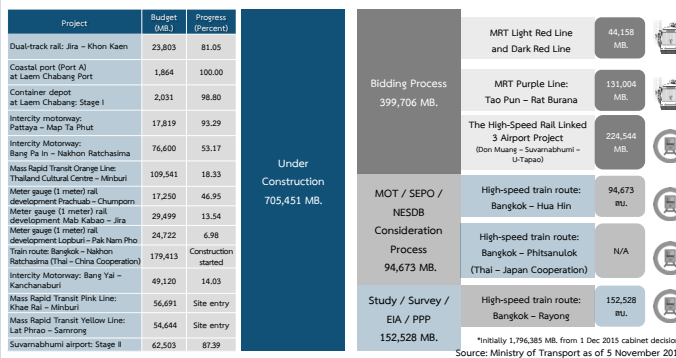 Project
Budget
(MB.)
Progress
(Percent)
Dual-track rail: Jira – Khon Kaen
23,803
81.05
Coastal port (Port A)
at Laem Chabang Port
1,864
100.00
Container depot
at Laem Chabang: Stage I
2,031
98.80
Intercity motorway:
Pattaya – Map Ta Phut
17,819
93.29
Intercity Motorway:
Bang Pa In – Nakhon Ratchasima
76,600
53.17
Mass Rapid Transit Orange Line:
Thailand Cultural Centre – Minburi
109,541
18.33
Meter gauge (1 meter) rail
development Prachuab – Chumporn
17,250
46.95
Meter gauge (1 meter) rail
development Mab Kabao – Jira
29,499
13.54
Meter gauge (1 meter) rail
development Lopburi – Pak Nam Pho
24,722
6.98
Train route: Bangkok – Nakhon
Ratchasima (Thai – China Cooperation)
179,413
Construction
started
Intercity Motorway: Bang Yai –
Kanchanaburi
49,120
14.03
Mass Rapid Transit Pink Line:
Khae Rai – Minburi
56,691
Site entry
Mass Rapid Transit Yellow Line:
Lat Phrao – Samrong
54,644
Site entry
Suvarnabhumi airport: Stage II
62,503
87.39
Under
Construction
705,451 MB.
Bidding Process
399,706 MB.
MRT Light Red Line
and Dark Red Line
44,158
MB.
MRT Purple Line:
Tao Pun – Rat Burana
131,004
MB.
The High-Speed Rail Linked
3 Airport Project
(Don Muang – Suvarnabhumi –
U-Tapao)
224,544
MB.
MOT / SEPO /
NESDB
Consideration
Process
94,673 MB.
High-speed train route:
Bangkok – Hua Hin
94,673
ลบ.
High-speed train route:
Bangkok – Phitsanulok
(Thai – Japan Cooperation)
N/A
Study / Survey /
EIA / PPP
152,528 MB.
High-speed train route:
Bangkok – Rayong
152,528
ลบ.
*Initially 1,796,385 MB. from 1 Dec 2015 cabinet decisio
Source: Ministry of Transport as of 5 November 201